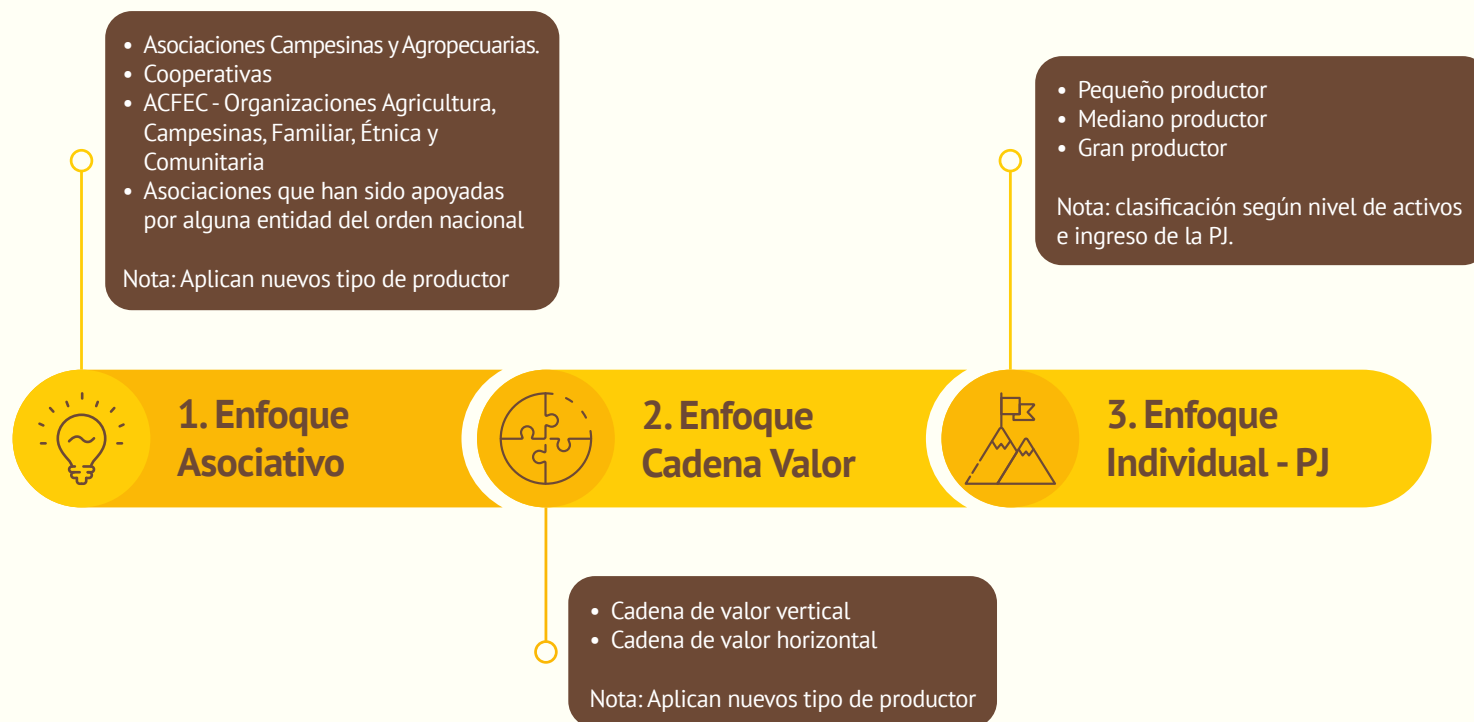 • Asociaciones Campesinas y Agropecuarias.
• Cooperativas
• ACFEC - Organizaciones Agricultura,
Campesinas, Familiar, Étnica y
Comunitaria
• Asociaciones que han sido apoyadas
por alguna entidad del orden nacional
Nota: Aplican nuevos tipo de productor
• Pequeño productor
• Mediano productor
• Gran productor
Nota: clasificación según nivel de activos
e ingreso de la PJ.
1. Enfoque
Asociativo
2. Enfoque
Cadena Valor
3. Enfoque
Individual - PJ
• Cadena de valor vertical
• Cadena de valor horizontal
Nota: Aplican nuevos tipo de productor